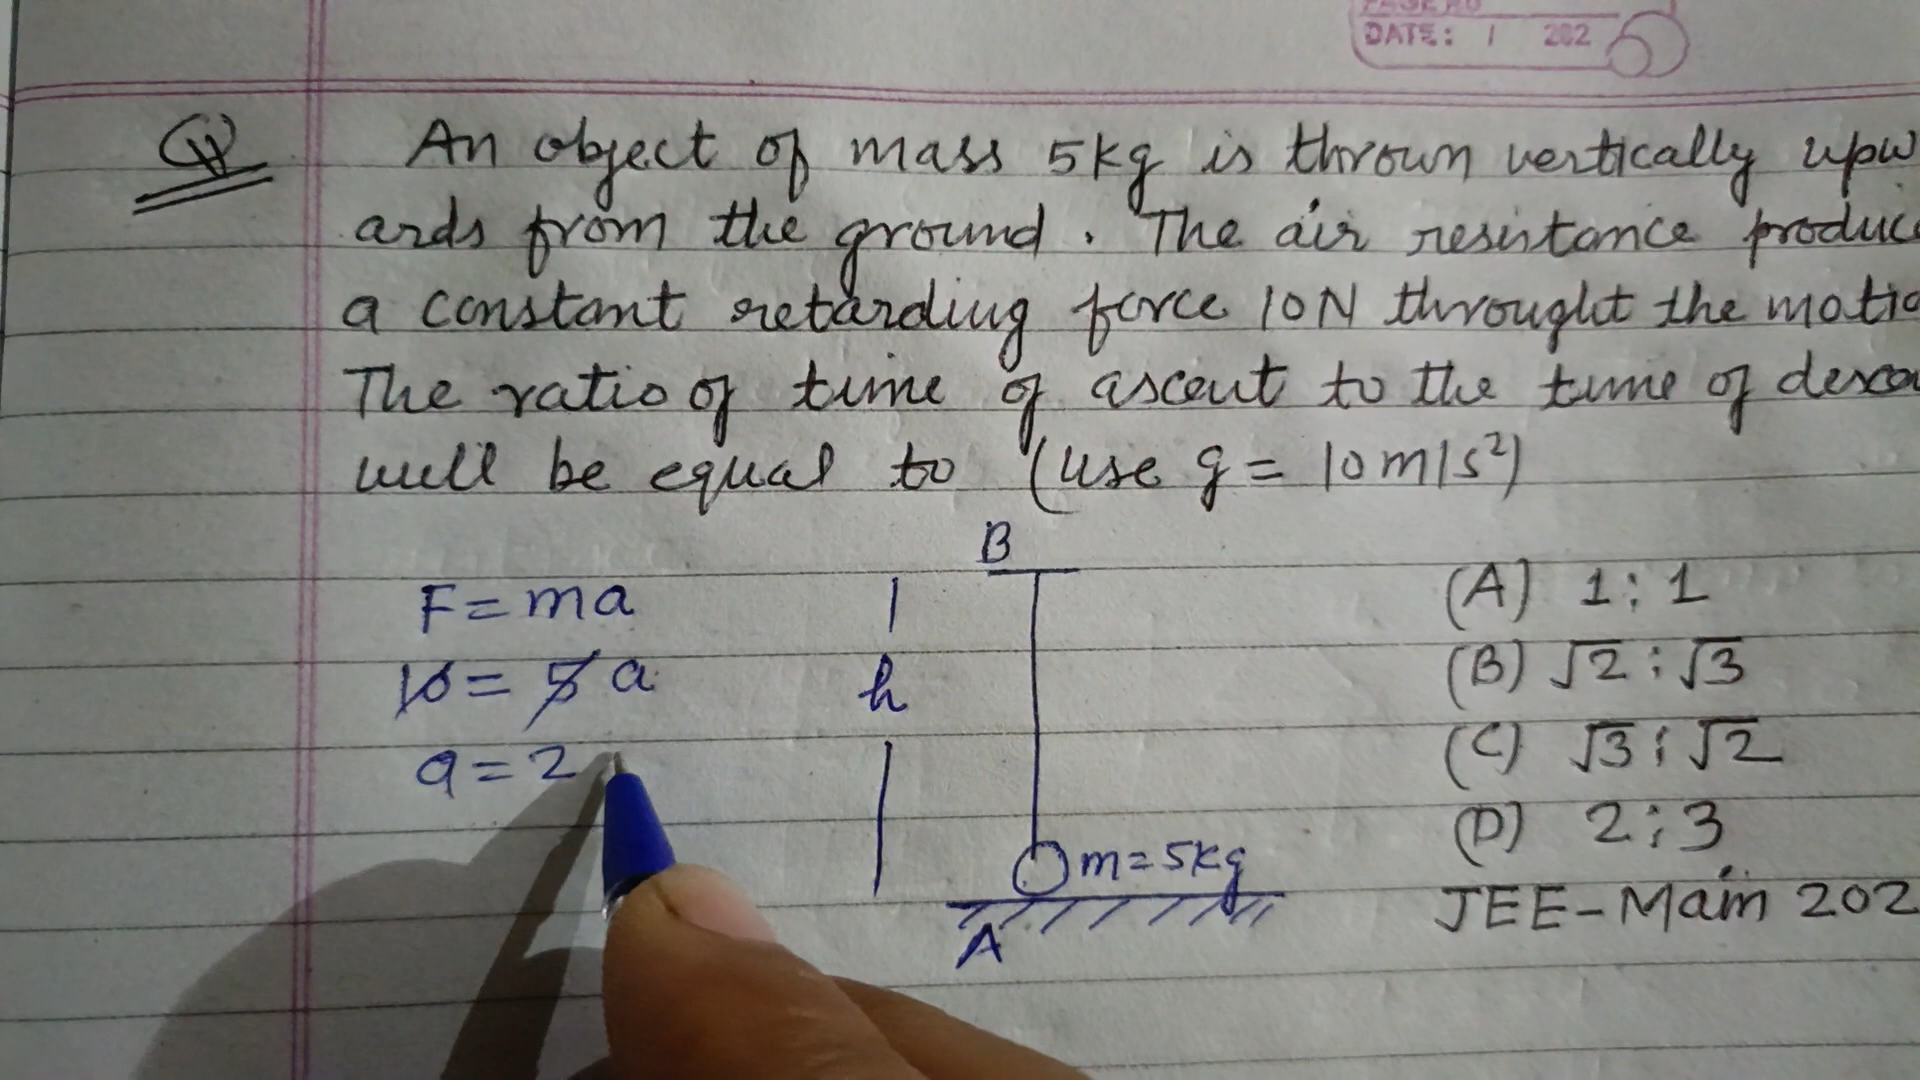 DATE: / 202
Q
An object of mass 5kg is thrown vertically upw
ards from the ground. The air resistance produc
a constant retarding force 10N throught the motio
The ratio of time of ascent to the time of
will be equal to (use g = 10m/s²)
B
F = ma
10 = 5 a
h
a = 2
m = 5kg
A
(A) 1 : 1
(B) √2 : √3
(C) √3 : √2
(D) 2 : 3
JEE-Main 202